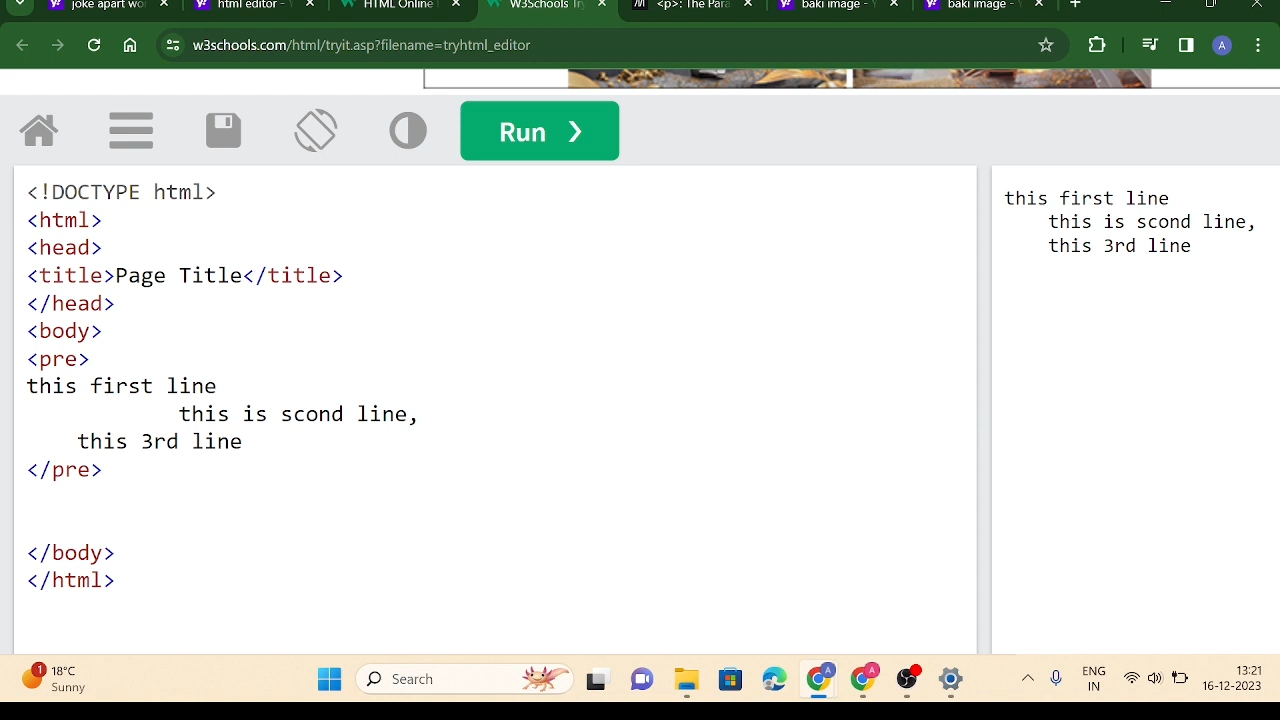 joke apart wo
html editor - Y
HTML Online
W3Schools Try
<p>: The Para
baki image - Y
baki image - Y
w3schools.com/html/tryit.asp?filename=tryhtml_editor
A
Run ❯
<!DOCTYPE html>
<html>
<head>
<title>Page Title</title>
</head>
<body>
<pre>
this first line
            this is scond line,
    this 3rd line
</pre>
</body>
</html>
this first line
    this is scond line,
    this 3rd line
1
18°C
Sunny
Search
A
A
ENG
IN
13:21
16-12-2023